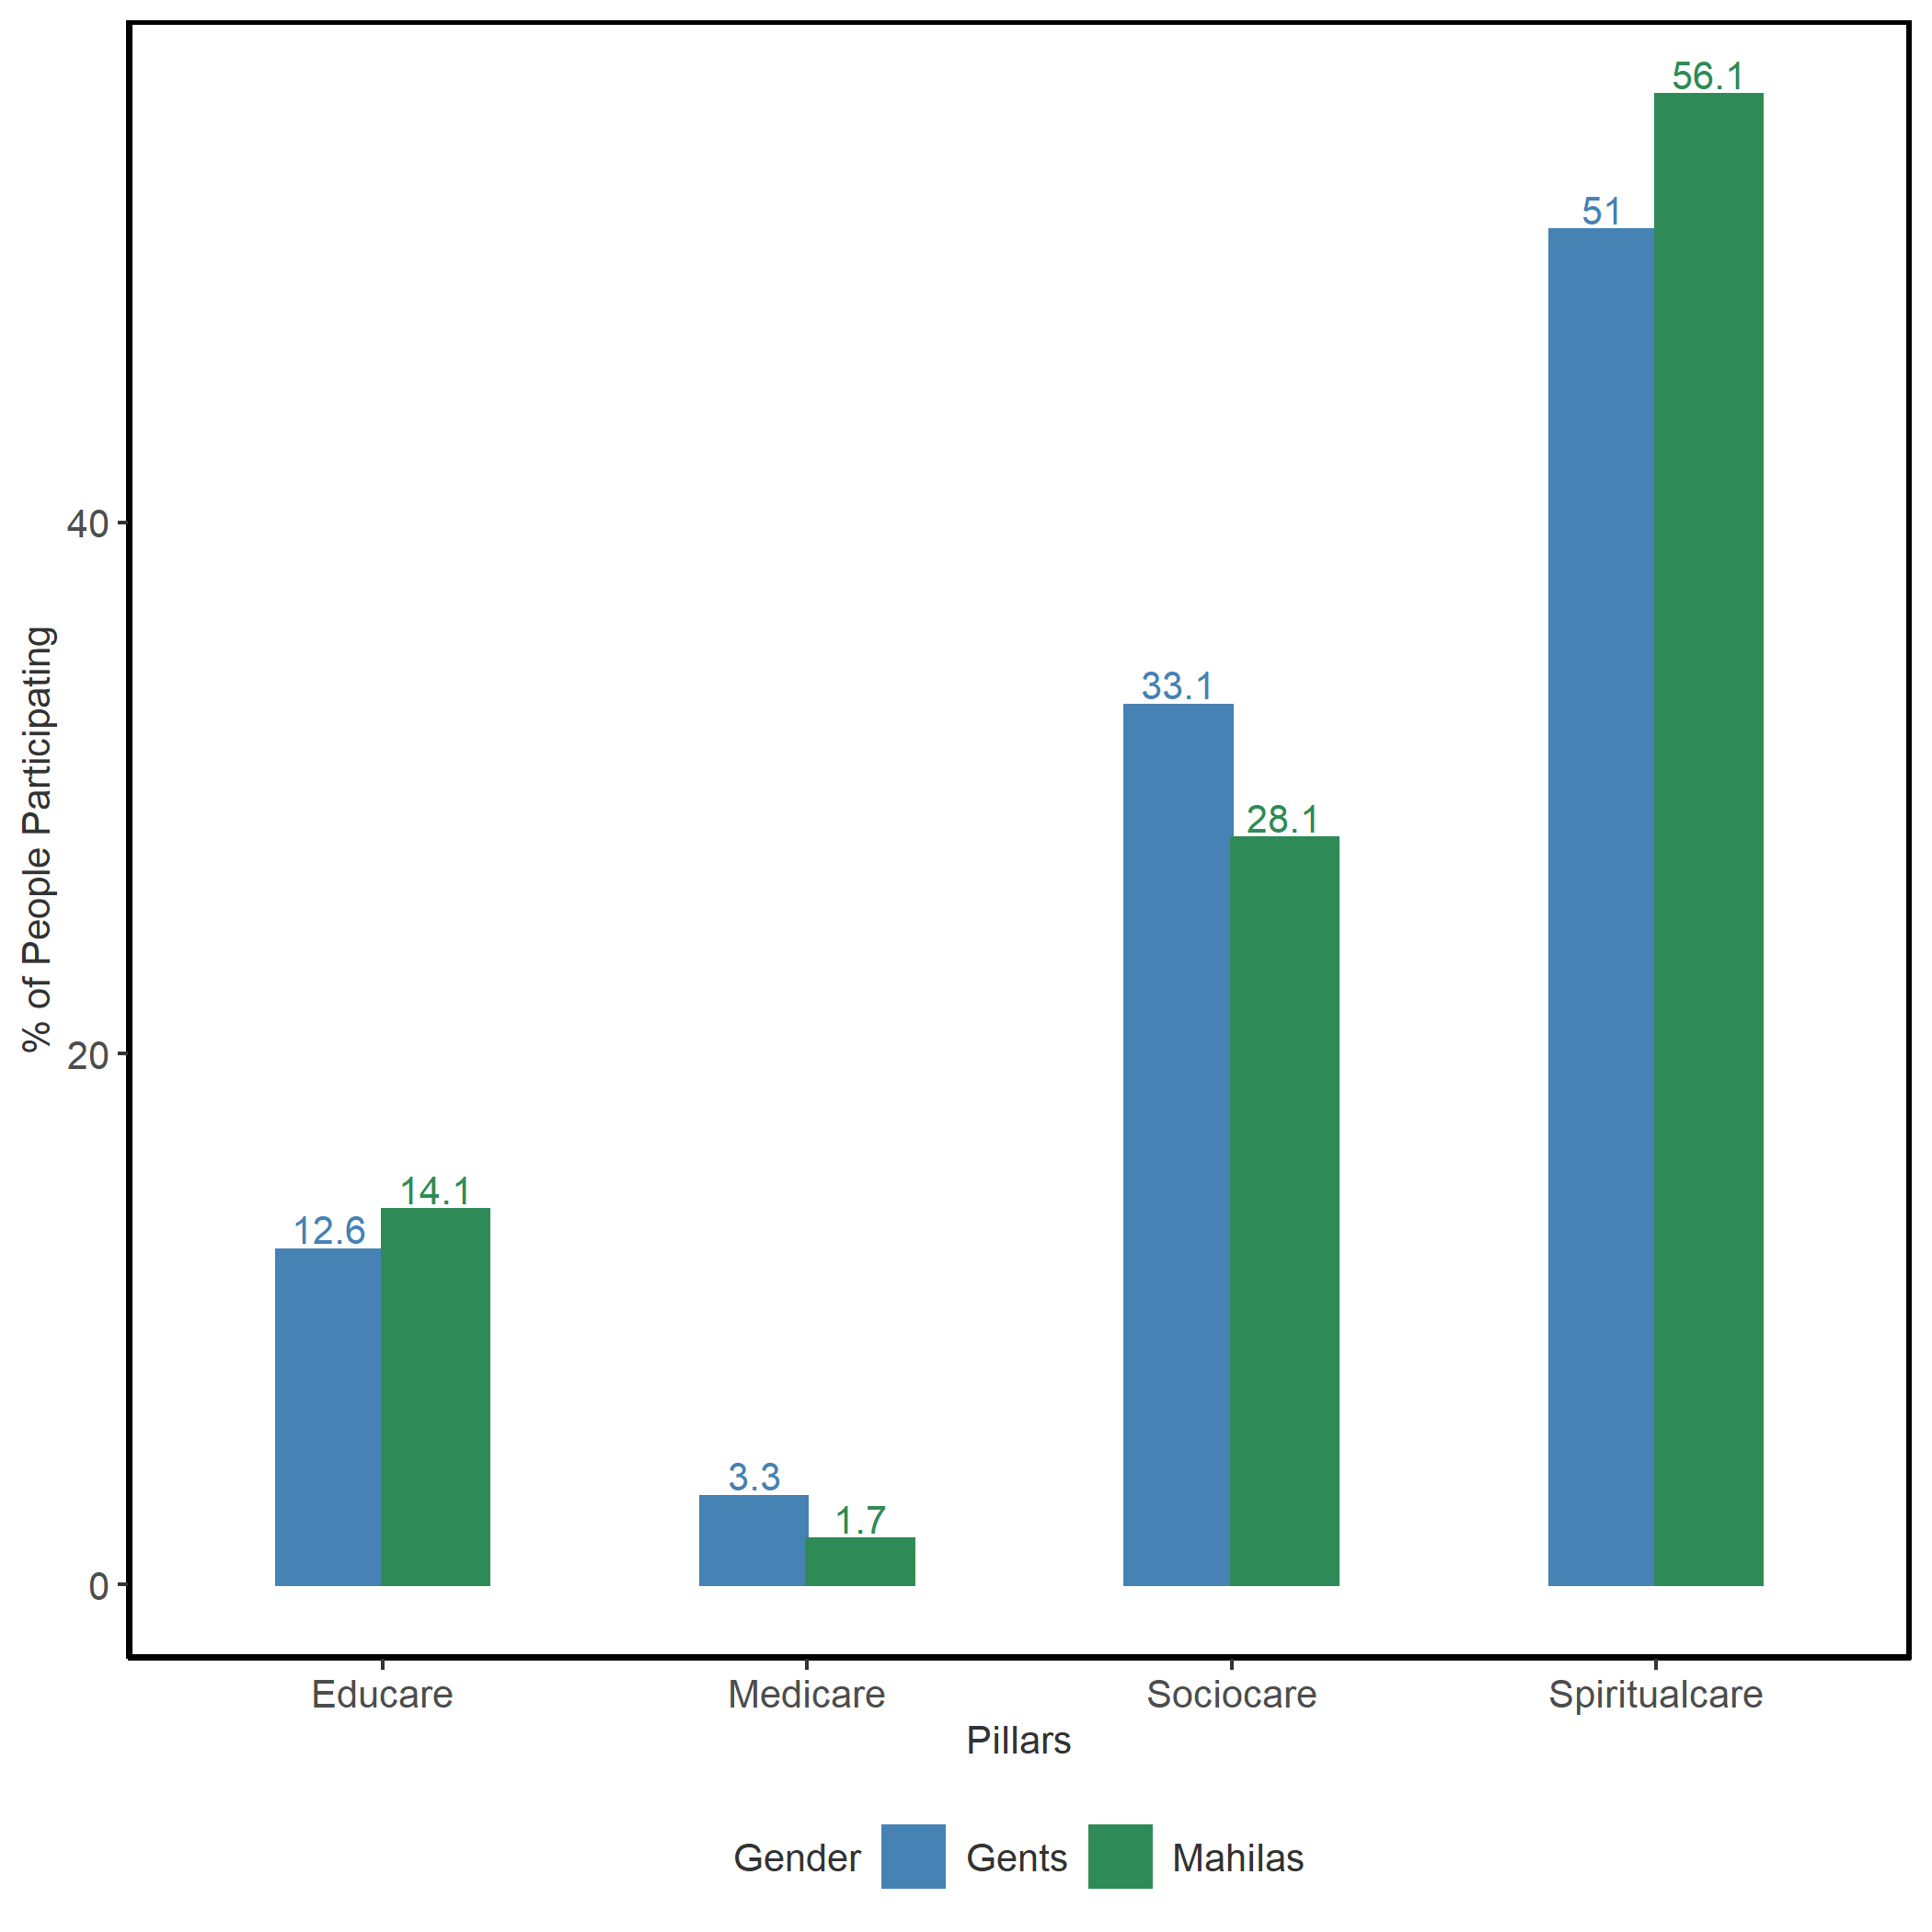 56.1
51
40
33.1
28.1
% of People Participating
20
14.1
12.6
3.3
1.7
0
Educare Medicare Sociocare Spiritualcare
Pillars
Gender Gents Mahilas